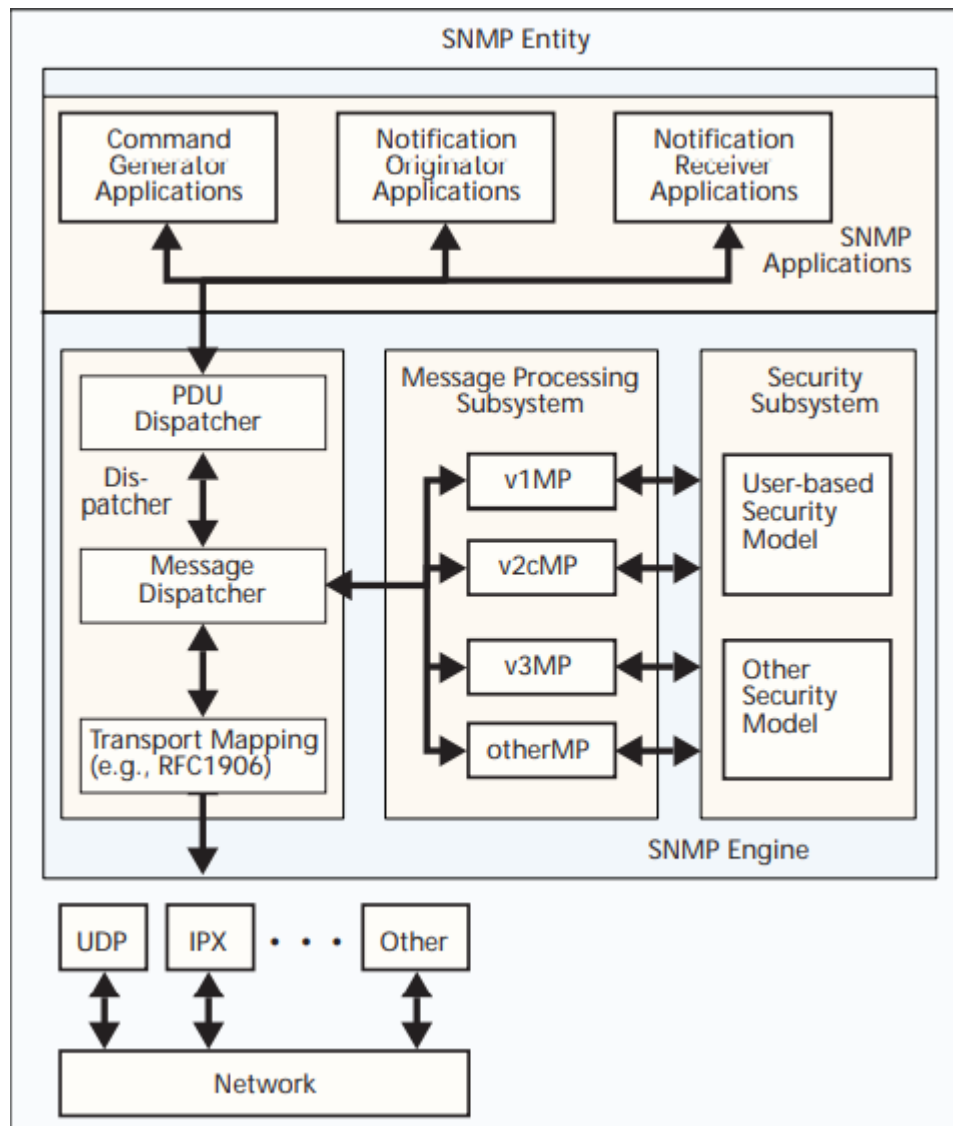 SNMP Entity
Command
Generator
Applications
Notification
Originator
Applications
Notification
Receiver
Applications
SNMP
Applications
PDU
Dispatcher
Dis-
patcher
Message
Dispatcher
Transport Mapping
(e.g., RFC1906)
Message Processing
Subsystem
v1MP
v2cMP
v3MP
otherMP
Security
Subsystem
User-based
Security
Model
Other
Security
Model
SNMP Engine
UDP
IPX
• • •
Other
Network